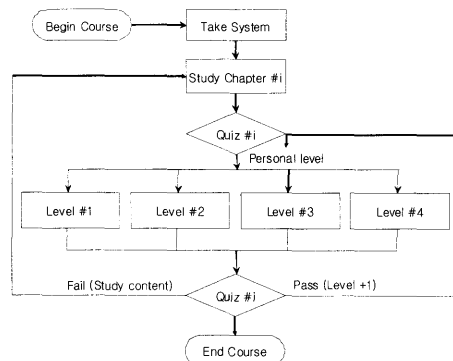 Begin Course
Take System
Study Chapter #i
Quiz #i
Personal level
Level #1
Level #2
Level #3
Level #4
Fail (Study content)
Quiz #i
Pass (Level +1)
End Course